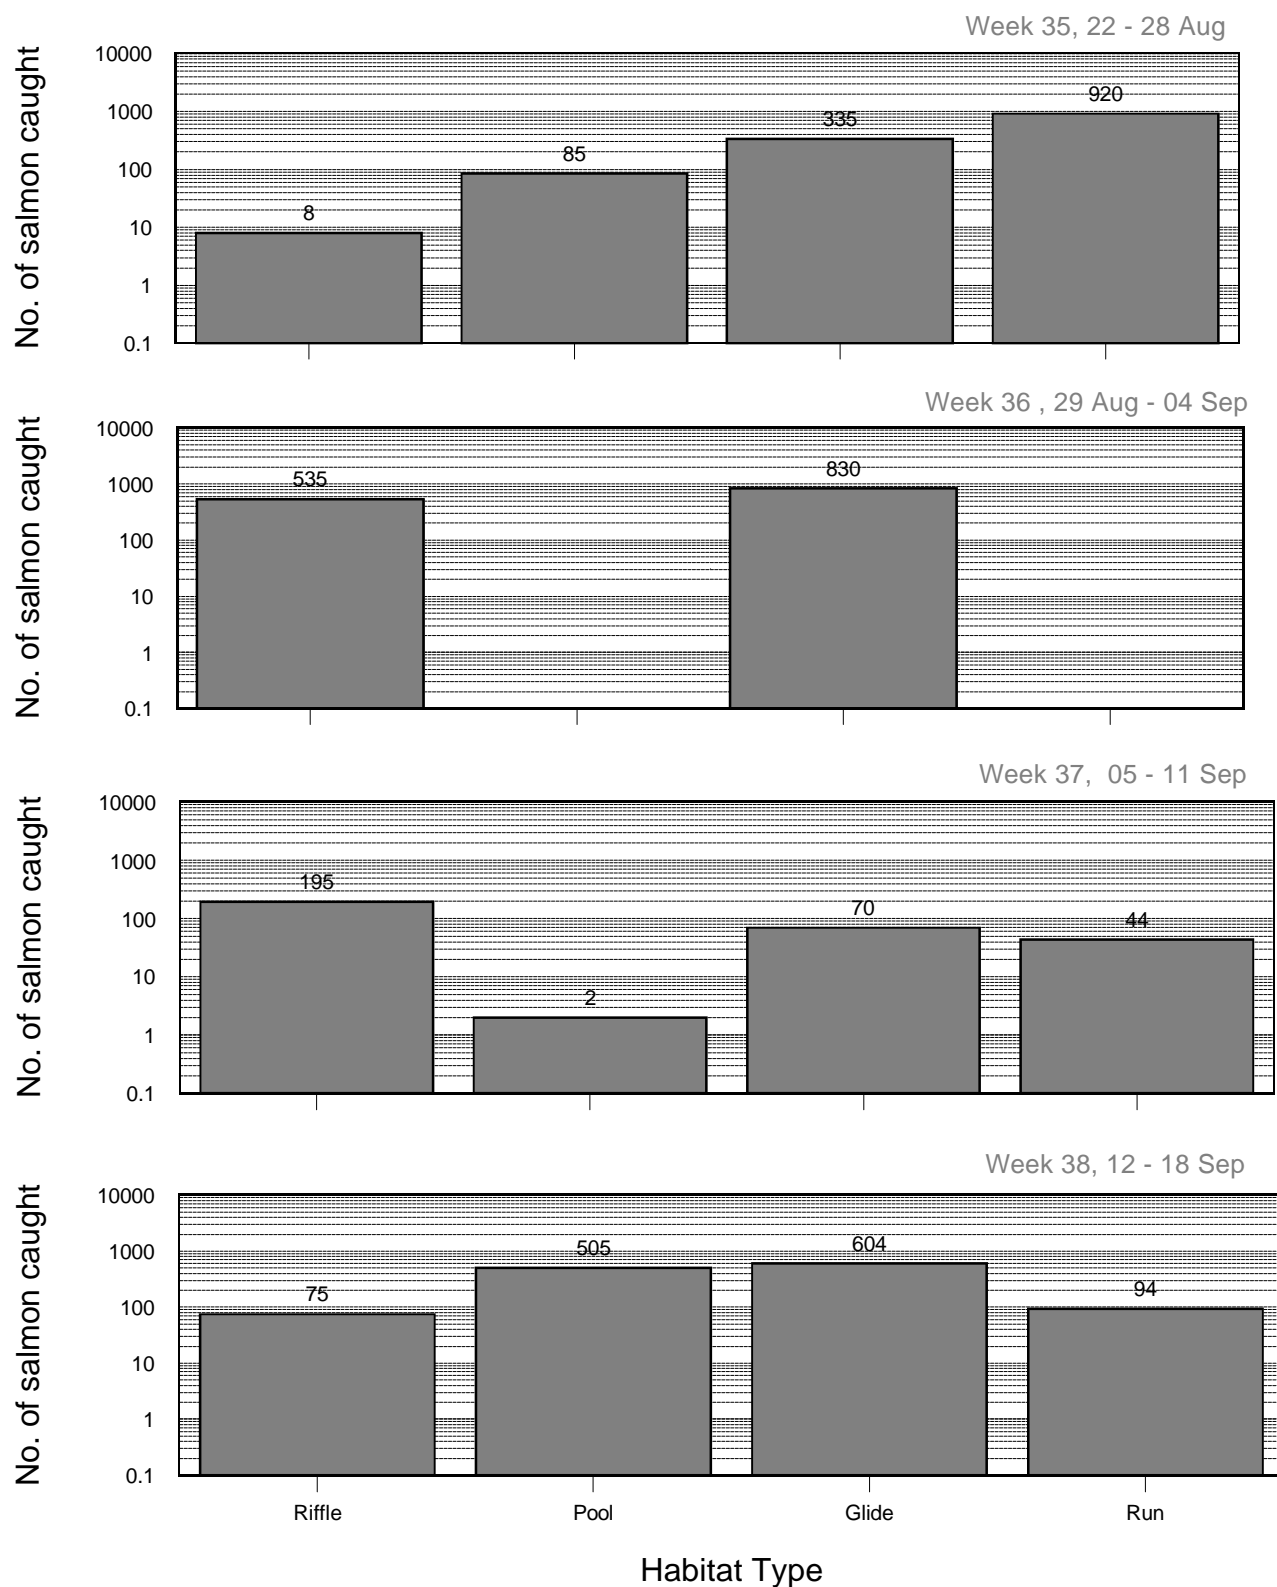 Week 35, 22 - 28 Aug
No. of salmon caught
10000
1000
100
10
1
0.1
8
85
335
920
Week 36 , 29 Aug - 04 Sep
No. of salmon caught
10000
1000
100
10
1
0.1
535
830
Week 37, 05 - 11 Sep
No. of salmon caught
10000
1000
100
10
1
0.1
195
2
70
44
Week 38, 12 - 18 Sep
No. of salmon caught
10000
1000
100
10
1
0.1
75
505
604
94
Riffle
Pool
Glide
Run
Habitat Type